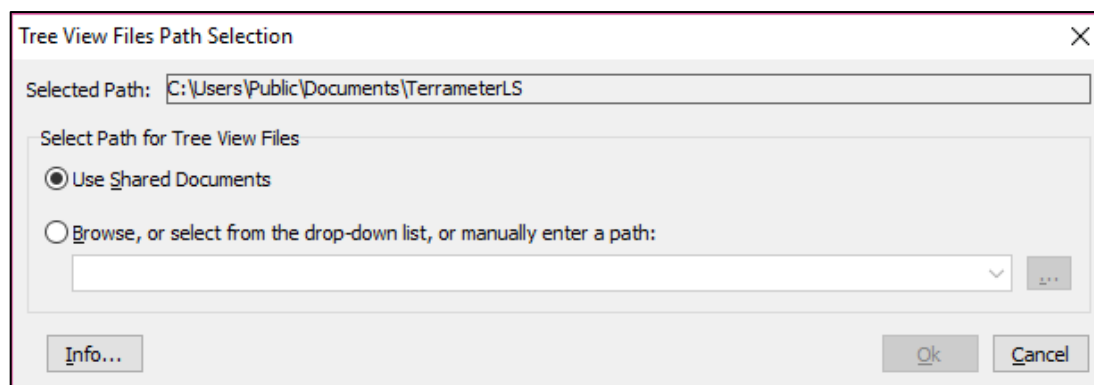 Tree View Files Path Selection
Selected Path: C:\Users\Public\Documents\TerrameterLS
Select Path for Tree View Files
Use Shared Documents
Browse, or select from the drop-down list, or manually enter a path:
...
Info... Ok Cancel